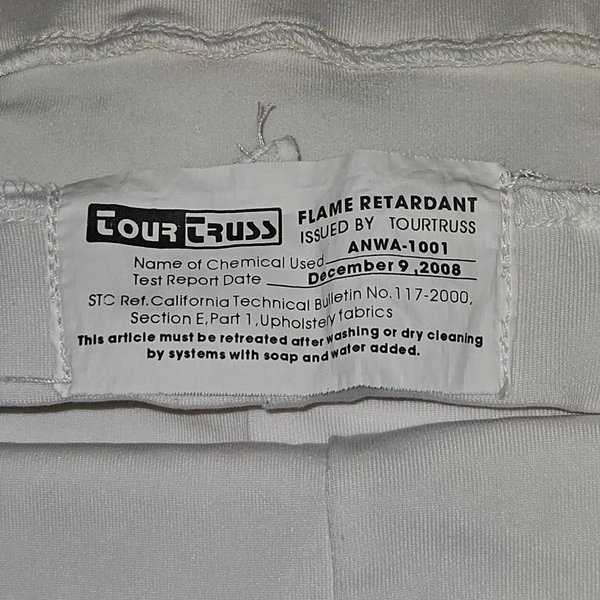 TOUR TRUSS
FLAME RETARDANT
ISSUED BY TOURTRUSS
Name of Chemical Used ANWA-1001
Test Report Date December 9 ,2008
STC Ref.California Technical Bulletin No.117-2000,
Section E,Part 1,Upholstery fabrics
This article must be retreated after washing or dry cleaning
by systems with soap and water added.